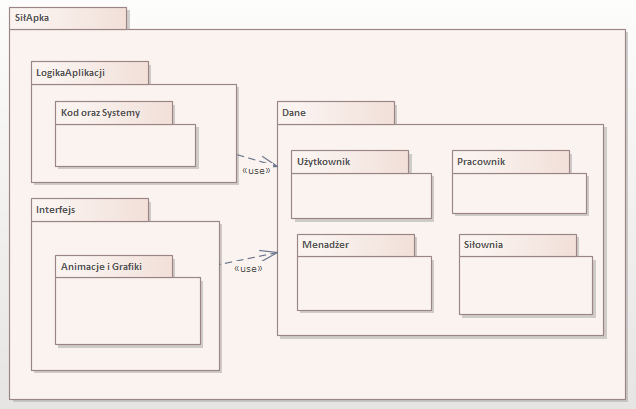 SiłApka
LogikaAplikacji
Kod oraz Systemy
Dane
Użytkownik
Pracownik
«use»
Interfejs
Menadżer
Siłownia
Animacje i Grafiki
«use»